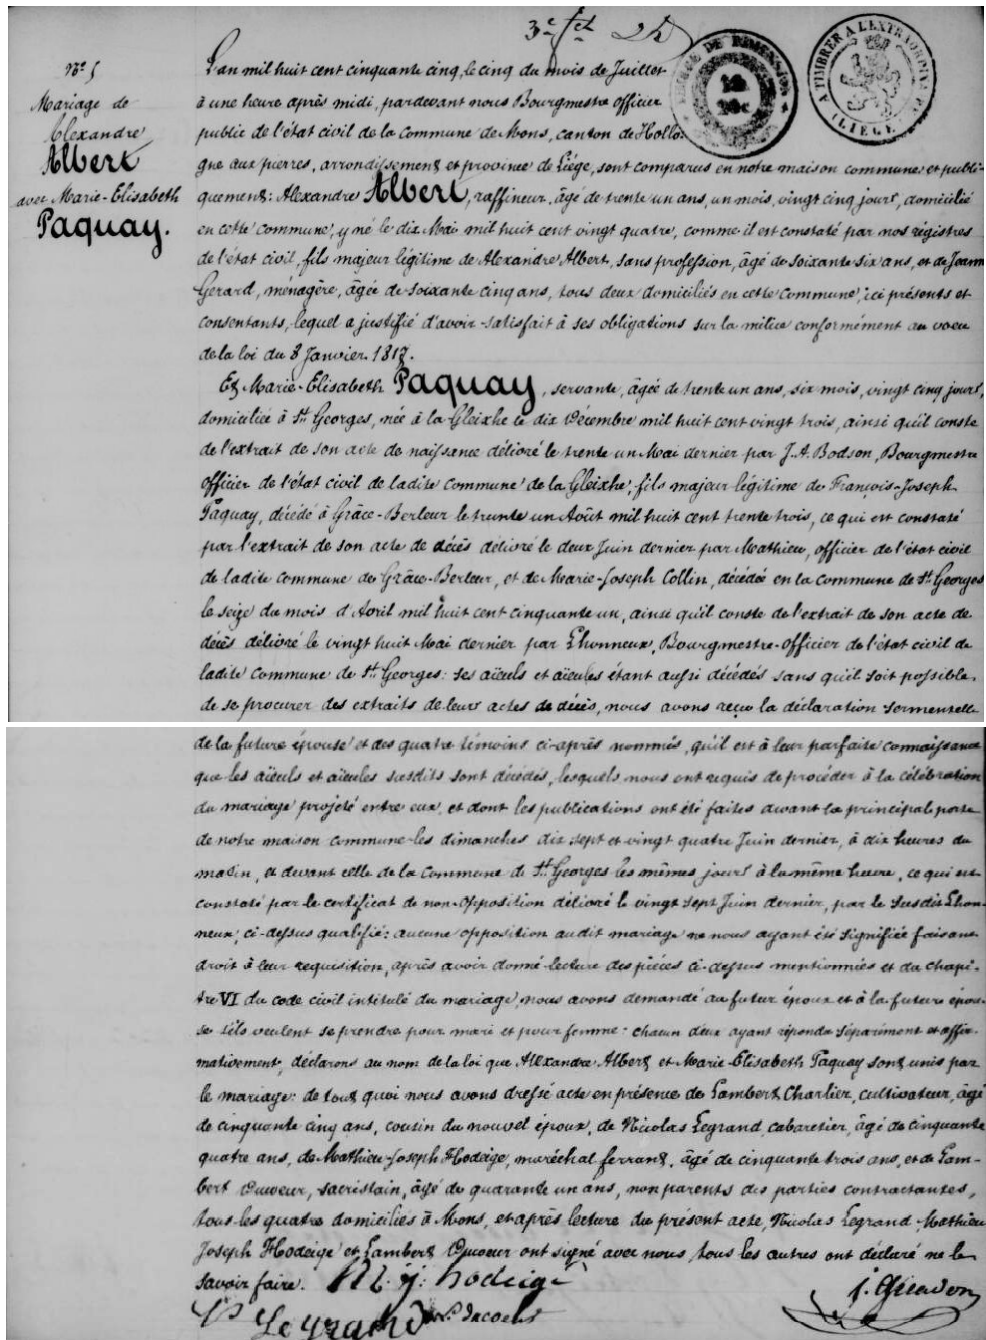 3e fet 25
TIMBRE DE DIMENSION
A TIMBRER A L'EXTRAORDINAIRE
LIEGE
No 5
Mariage de
Alexandre
Albert
avec Marie-Elisabeth
Paquay.
L'an mil huit cent cinquante cinq, le cinq du mois de Juillet
à une heure après midi, pardevant nous Bourgmestre officier
public de l'état civil de la commune de Mons, canton de Hollo-
gne aux pierres, arrondissement et province de Liége, sont comparus en notre maison commune et publi-
quement: Alexandre Albert, raffineur, âgé de trente un ans, un mois, vingt cinq jours, domicilié
en cette commune, y né le dix Mai mil huit cent vingt quatre, comme il est constaté par nos régistres
de l'état civil, fils majeur légitime de Alexandre Albert, sans profession, âgé de soixante six ans, et de Jeanne
Gerard, ménagère, âgée de soixante cinq ans, tous deux domiciliés en cette commune, ici présents et
consentants, lequel a justifié d'avoir satisfait à ses obligations sur la milice conformément au voeu
de la loi du 8 Janvier 1817.
Et Marie-Elisabeth Paquay, servante, âgée de trente un ans, six mois, vingt cinq jours,
domiciliée à St Georges, née à la Gleixhe le dix Décembre mil huit cent vingt trois, ainsi qu'il conste
de l'extrait de son acte de naissance délivré le trente un Mai dernier par J. A. Bodson, Bourgmestre
officier de l'état civil de ladite commune de la Gleixhe, fils majeur légitime de François-Joseph
Paquay, décédé à Grâce-Berleur le trente un Août mil huit cent trente trois, ce qui est constaté
par l'extrait de son acte de décès délivré le deux Juin dernier par Mathieu, officier de l'état civil
de ladite commune de Grâce-Berleur, et de Marie-Joseph Collin, décédée en la commune de St Georges
le seize du mois d'Avril mil huit cent cinquante un, ainsi qu'il conste de l'extrait de son acte de
décès délivré le vingt huit Mai dernier par Lhonneux, Bourgmestre-officier de l'état civil de
ladite commune de St Georges: ses aïeuls et aïeules étant aussi décédés sans qu'il soit possible
de se procurer des extraits de leurs actes de décès, nous avons reçu la déclaration sermentelle
de la future épouse et des quatre témoins ci-après nommés, qu'il est à leur parfaite connaissance
que les aïeuls et aïeules susdits sont décédés, lesquels nous ont requis de procéder à la célébration
du mariage projeté entre eux, et dont les publications ont été faites devant la principale porte
de notre maison commune les dimanches dix sept et vingt quatre Juin dernier, à dix heures du
matin, et devant celle de la commune de St Georges les mêmes jours à la même heure, ce qui est
constaté par le certificat de non-opposition délivré le vingt sept Juin dernier, par le susdit Lhon-
neux, ci-dessus qualifié: aucune opposition audit mariage ne nous ayant été signifiée faisant
droit à leur requisition, après avoir donné lecture des pièces ci-dessus mentionnées et du chapi-
tre VI du code civil intitulé du mariage, nous avons demandé au futur époux et à la future épou-
se s'ils veulent se prendre pour mari et pour femme: chacun d'eux ayant répondu séparément et affir-
mativement, déclarons au nom de la loi que Alexandre Albert et Marie-Elisabeth Paquay sont unis par
le mariage: de tout quoi nous avons dressé acte en présence de Lambert Charlier, cultivateur, âgé
de cinquante cinq ans, cousin du nouvel époux, de Nicolas Legrand, cabaretier, âgé de cinquante
quatre ans, de Mathieu-Joseph Hodeige, maréchal ferrant, âgé de cinquante trois ans, et de Lam-
bert Duvoeur, sacristain, âgé de quarante un ans, non parents des parties contractantes,
tous les quatre domiciliés à Mons, et après lecture du présent acte, Nicolas Legrand Mathieu
Joseph Hodeige et Lambert Duvoeur ont signé avec nous, tous les autres ont déclaré ne le
savoir faire. M. j. hodeige
Le grand